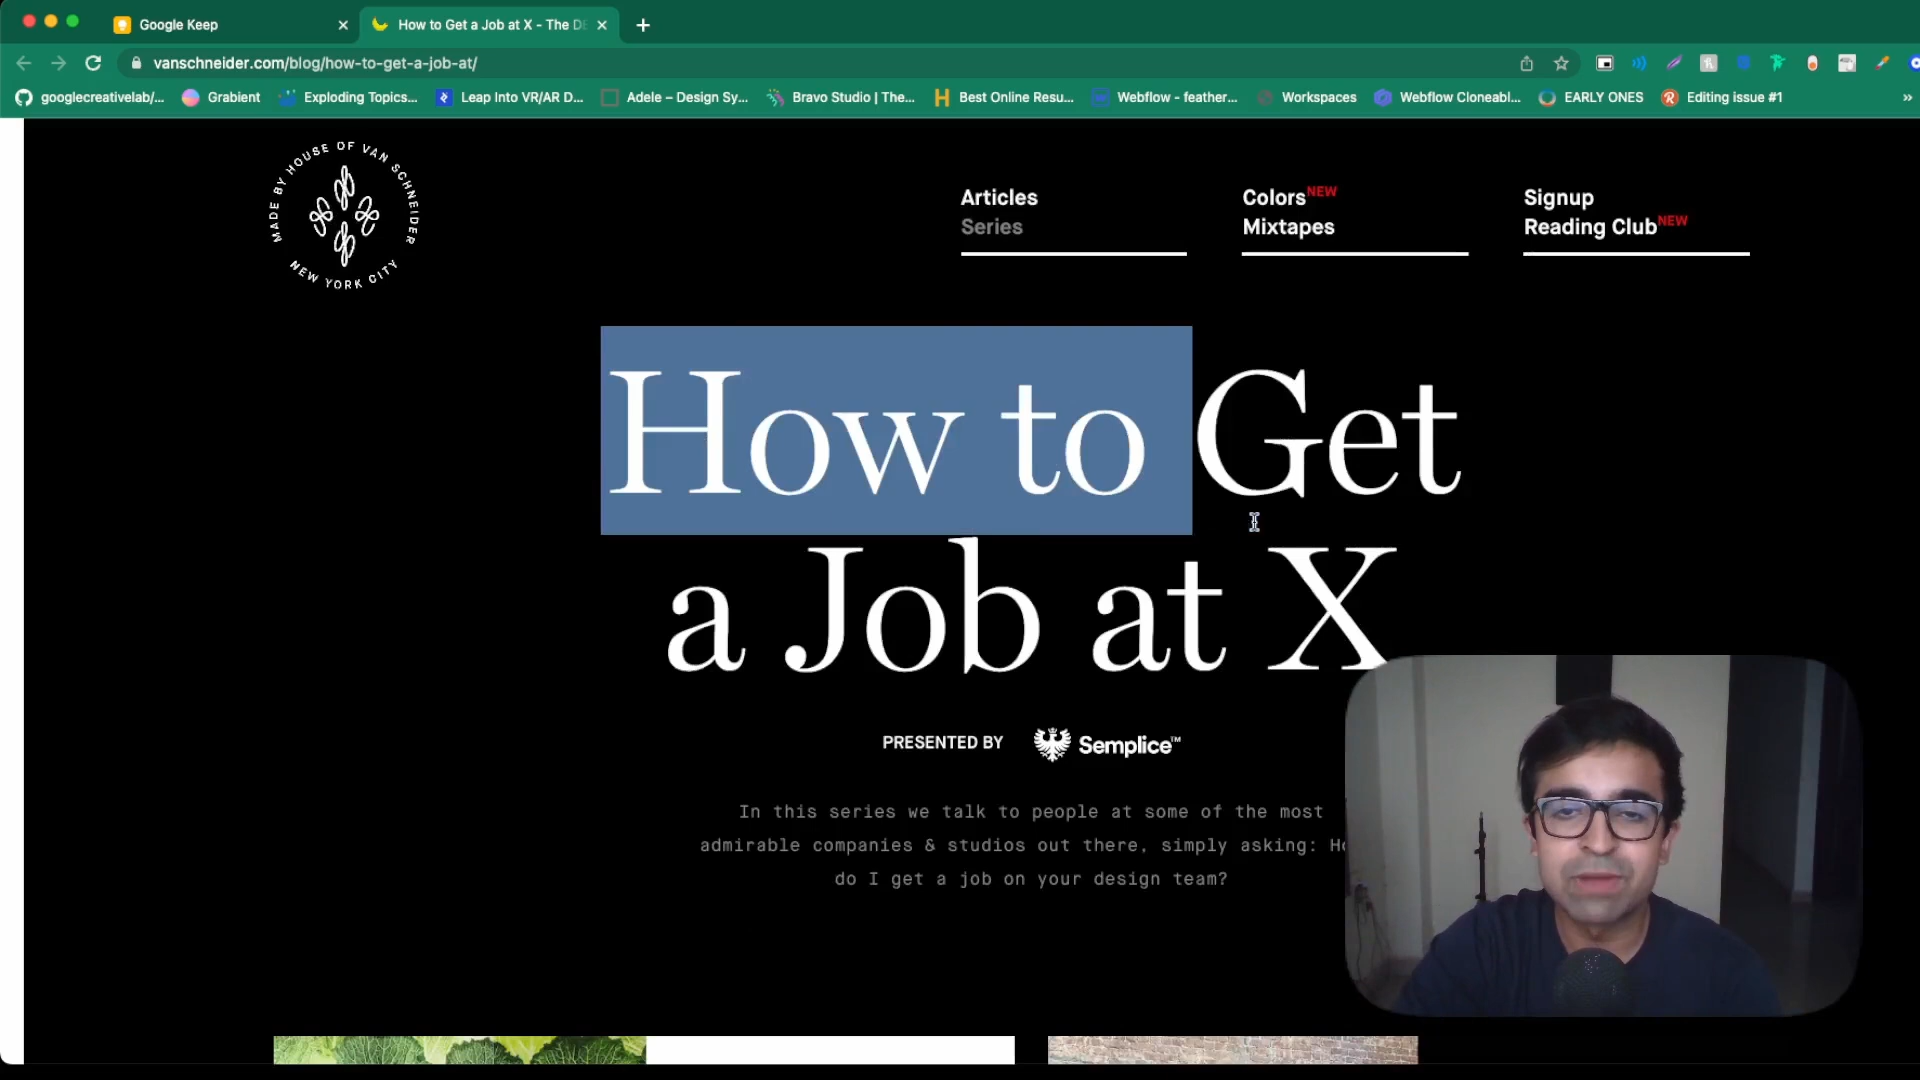 Google Keep
How to Get a Job at X - The DE
vanschneider.com/blog/how-to-get-a-job-at/
googlecreativelab/...
Grabient
Exploding Topics...
Leap Into VR/AR D...
Adele – Design Sy...
Bravo Studio | The...
Best Online Resu...
Webflow - feather...
Workspaces
Webflow Cloneabl...
EARLY ONES
Editing issue #1
»
MADE BY HOUSE OF VAN SCHNEIDER
NEW YORK CITY
Articles
Series
Colors NEW
Mixtapes
Signup
Reading Club NEW
How to Get
a Job at X
PRESENTED BY
Semplice™
In this series we talk to people at some of the most
admirable companies & studios out there, simply asking:
do I get a job on your design team?